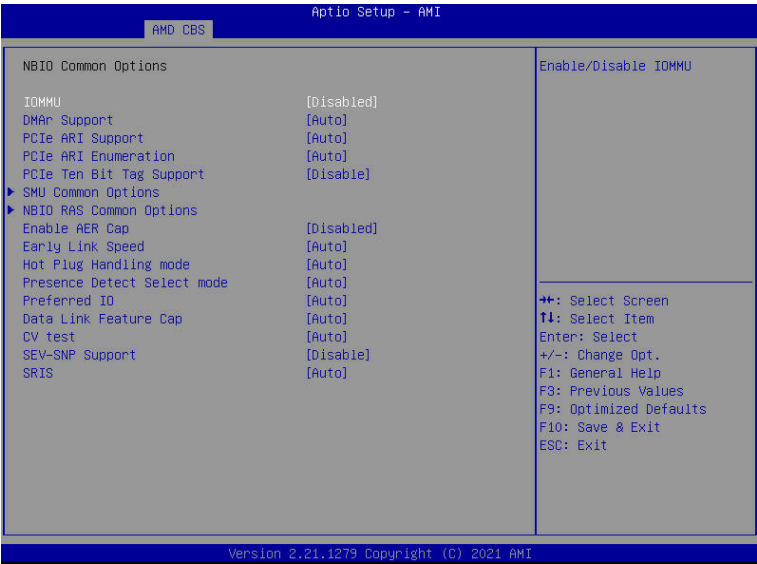 Aptio Setup – AMI
AMD CBS
NBIO Common Options
IOMMU [Disabled]
DMAr Support [Auto]
PCIe ARI Support [Auto]
PCIe ARI Enumeration [Auto]
PCIe Ten Bit Tag Support [Disable]
SMU Common Options
NBIO RAS Common Options
Enable AER Cap [Disabled]
Early Link Speed [Auto]
Hot Plug Handling mode [Auto]
Presence Detect Select mode [Auto]
Preferred IO [Auto]
Data Link Feature Cap [Auto]
CV test [Auto]
SEV-SNP Support [Disable]
SRIS [Auto]
Enable/Disable IOMMU
→←: Select Screen
↑↓: Select Item
Enter: Select
+/-: Change Opt.
F1: General Help
F3: Previous Values
F9: Optimized Defaults
F10: Save & Exit
ESC: Exit
Version 2.21.1279 Copyright (C) 2021 AMI